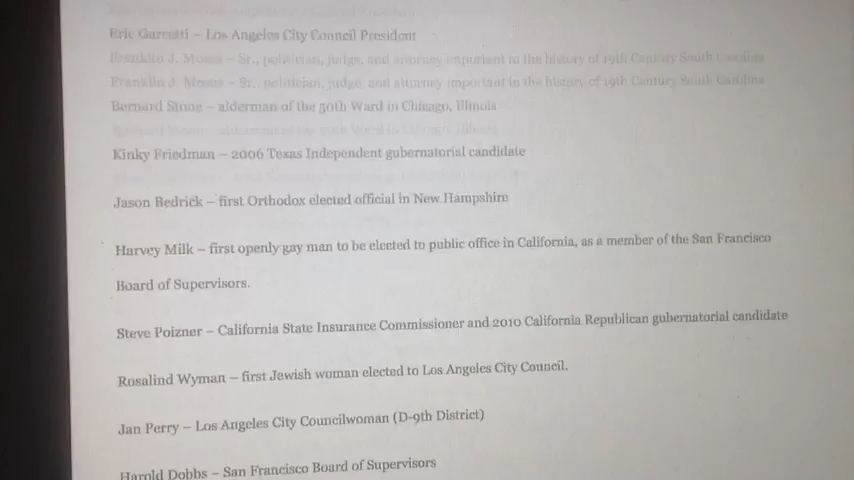 Eric Garcetti – Los Angeles City Council President
Franklin J. Moses – Sr., politician, judge, and attorney important in the history of 19th Century South Carolina
Franklin J. Moses – Sr., politician, judge, and attorney important in the history of 19th Century South Carolina
Bernard Stone – alderman of the 50th Ward in Chicago, Illinois
Kinky Friedman – 2006 Texas Independent gubernatorial candidate
Jason Bedrick – first Orthodox elected official in New Hampshire
Harvey Milk – first openly gay man to be elected to public office in California, as a member of the San Francisco
Board of Supervisors.
Steve Poizner – California State Insurance Commissioner and 2010 California Republican gubernatorial candidate
Rosalind Wyman – first Jewish woman elected to Los Angeles City Council.
Jan Perry – Los Angeles City Councilwoman (D-9th District)
Harold Dobbs – San Francisco Board of Supervisors